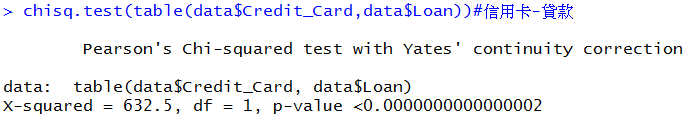 > chisq.test(table(data$Credit_Card,data$Loan))#信用卡-貸款
Pearson's Chi-squared test with Yates' continuity correction
data:  table(data$Credit_Card, data$Loan)
X-squared = 632.5, df = 1, p-value <0.0000000000000002